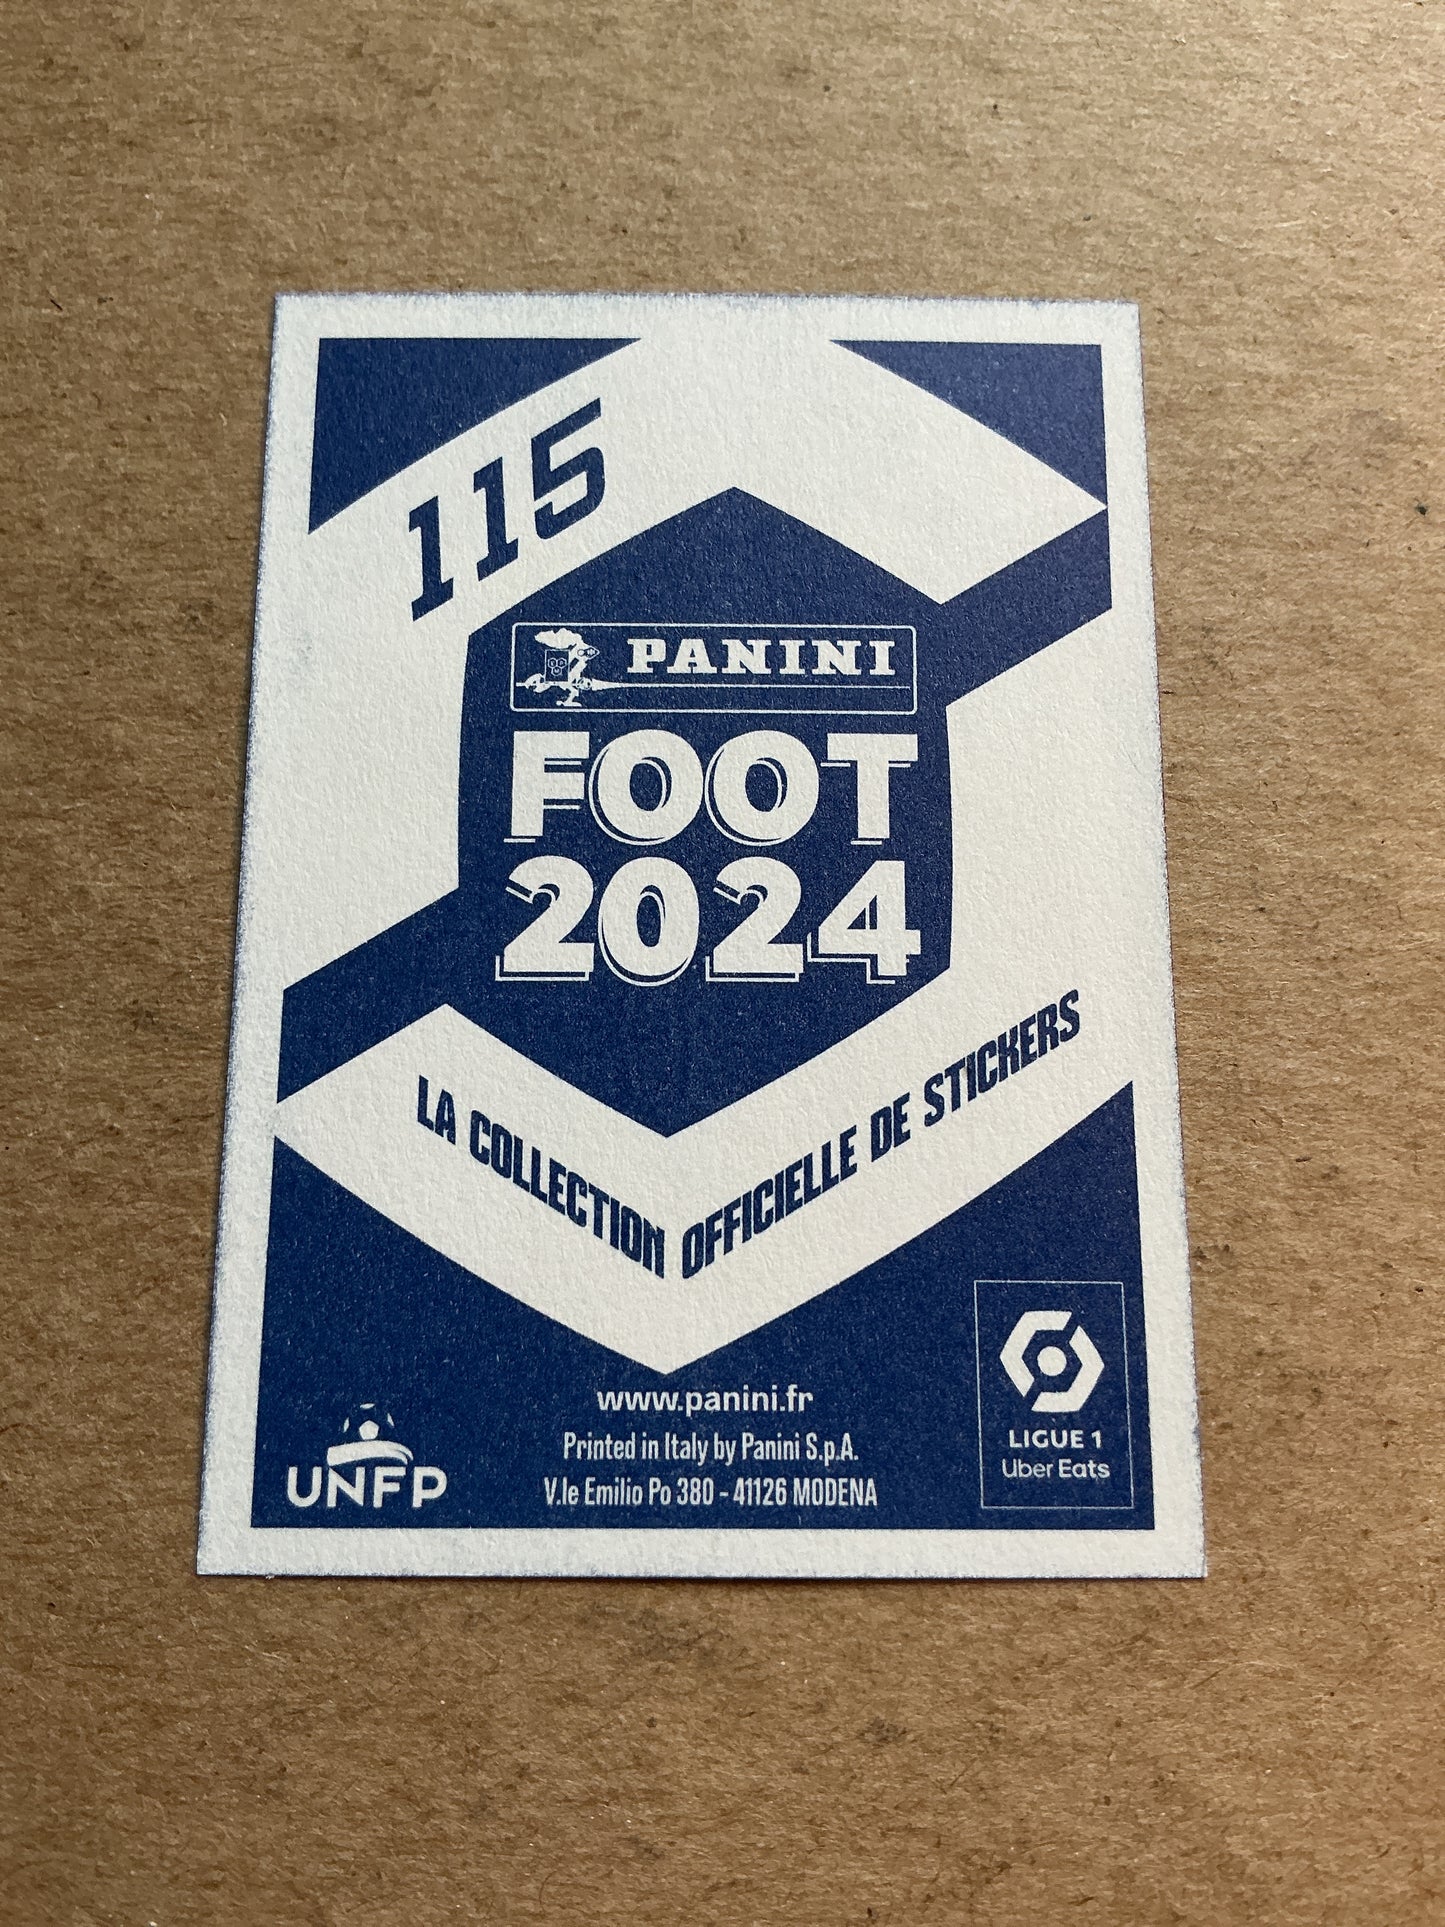 115
PANINI
FOOT
2024
LA COLLECTION OFFICIELLE DE STICKERS
www.panini.fr
Printed in Italy by Panini S.p.A.
V.le Emilio Po 380 - 41126 MODENA
UNFP
LIGUE 1
Uber Eats